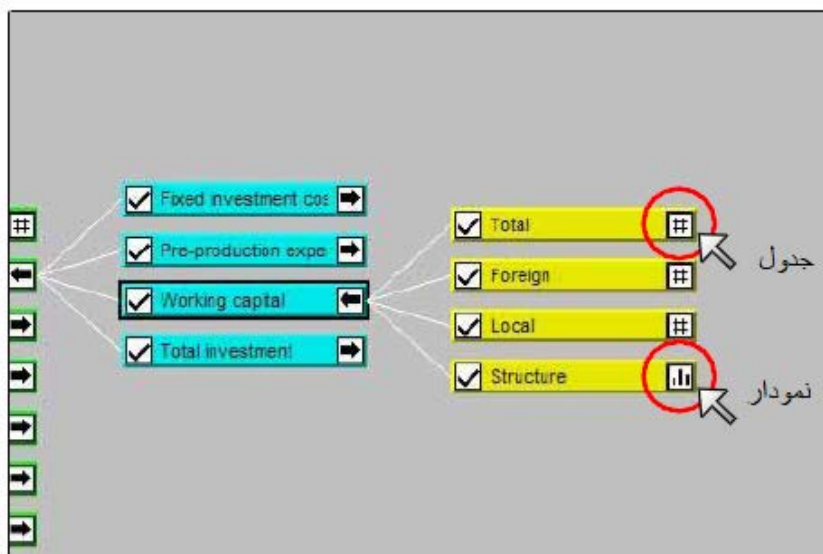 Fixed investment cos
Pre-production expe
Working capital
Total investment
Total
Foreign
Local
Structure
جدول
نمودار